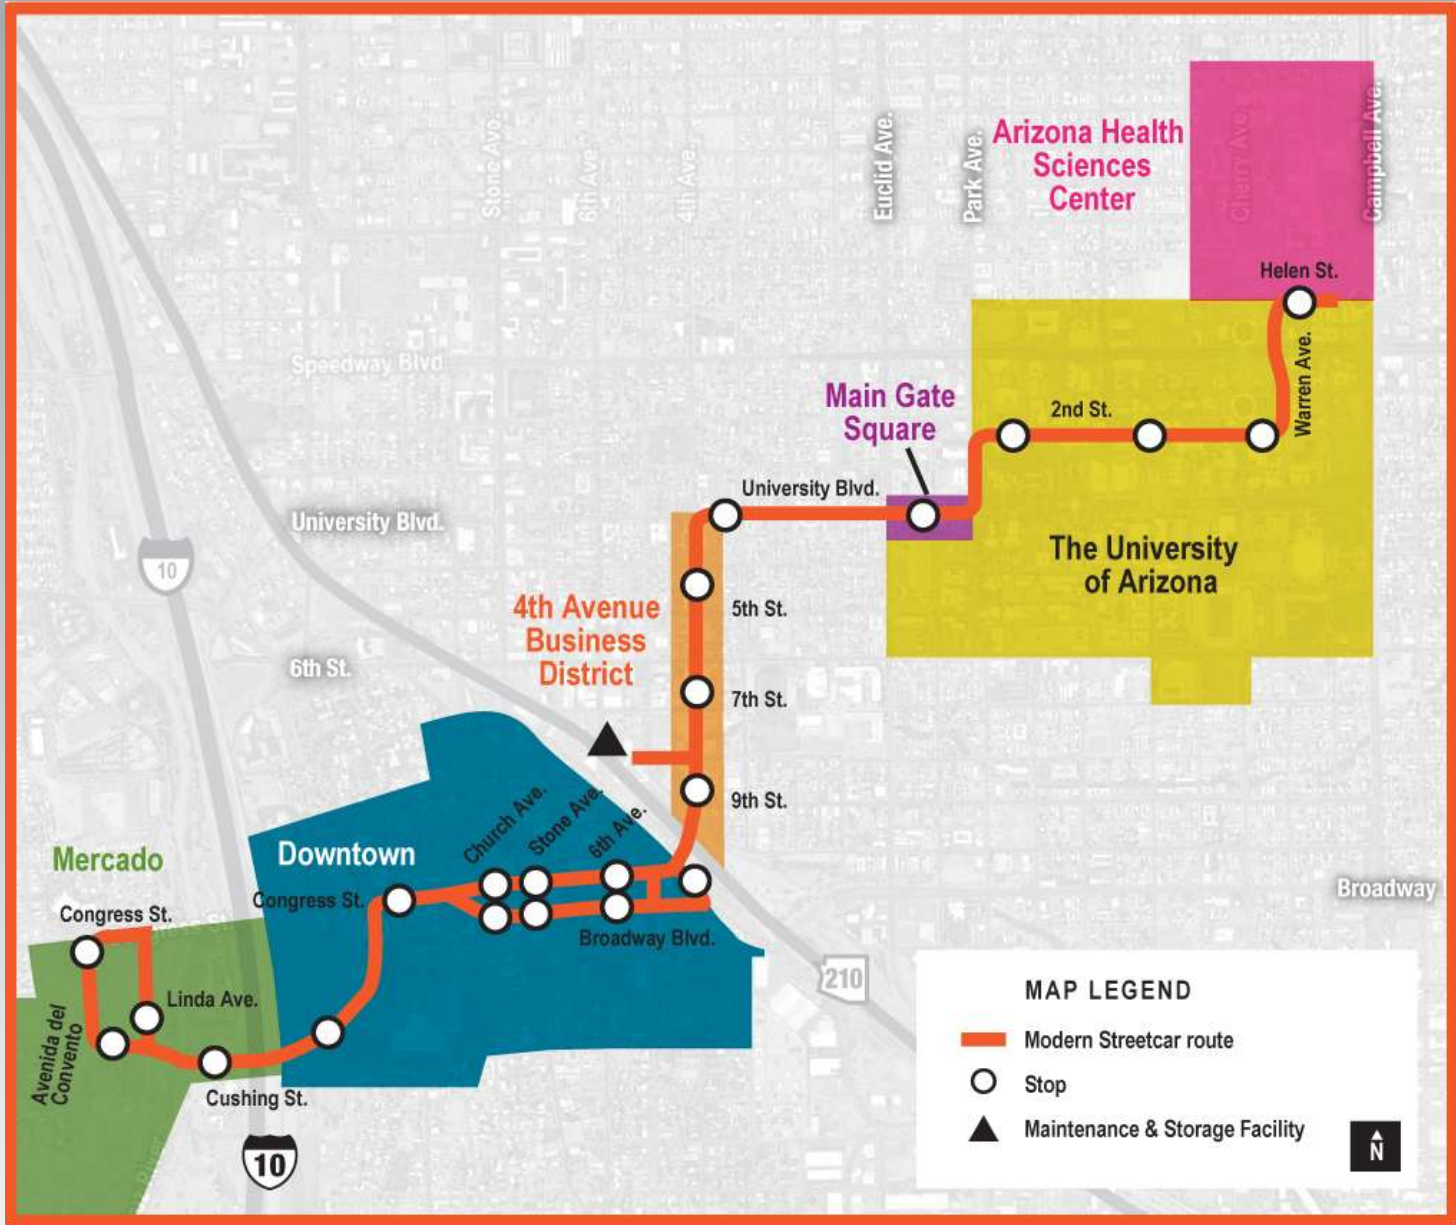 Stone Ave.
6th Ave.
4th Ave.
Euclid Ave.
Park Ave.
Arizona Health
Sciences
Center
Cherry Ave.
Campbell Ave.
Helen St.
Speedway Blvd.
Warren Ave.
Main Gate
Square
2nd St.
University Blvd.
University Blvd.
10
The University
of Arizona
4th Avenue
Business
District
5th St.
6th St.
7th St.
9th St.
Church Ave.
Stone Ave.
6th Ave.
Mercado
Downtown
Congress St.
Congress St.
Broadway
Broadway Blvd.
210
Linda Ave.
Avenida del
Convento
Cushing St.
10
MAP LEGEND
Modern Streetcar route
Stop
Maintenance & Storage Facility
N